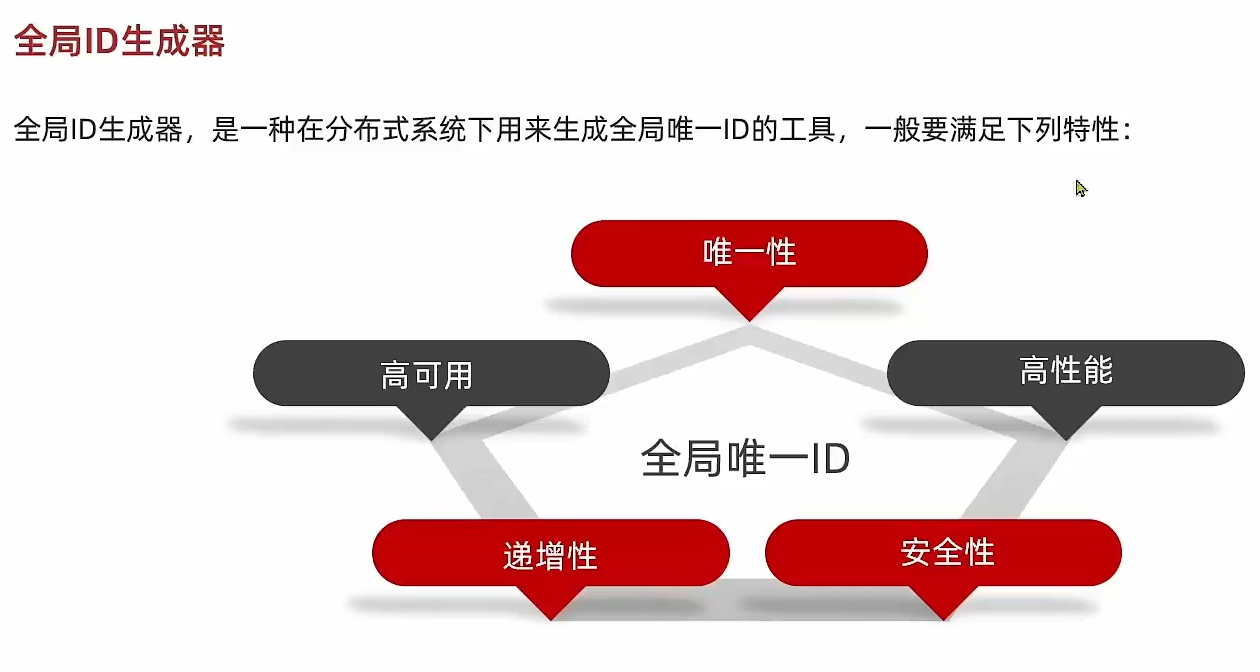 全局ID生成器
全局ID生成器，是一种在分布式系统下用来生成全局唯一ID的工具，一般要满足下列特性：
唯一性
高可用
高性能
全局唯一ID
递增性
安全性